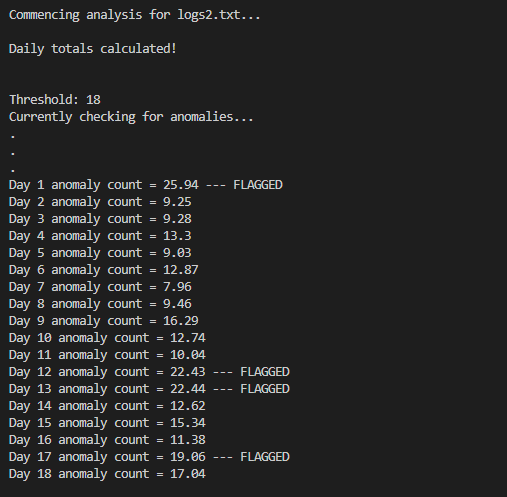 Commencing analysis for logs2.txt...
Daily totals calculated!
Threshold: 18
Currently checking for anomalies...
.
.
.
Day 1 anomaly count = 25.94 --- FLAGGED
Day 2 anomaly count = 9.25
Day 3 anomaly count = 9.28
Day 4 anomaly count = 13.3
Day 5 anomaly count = 9.03
Day 6 anomaly count = 12.87
Day 7 anomaly count = 7.96
Day 8 anomaly count = 9.46
Day 9 anomaly count = 16.29
Day 10 anomaly count = 12.74
Day 11 anomaly count = 10.04
Day 12 anomaly count = 22.43 --- FLAGGED
Day 13 anomaly count = 22.44 --- FLAGGED
Day 14 anomaly count = 12.62
Day 15 anomaly count = 15.34
Day 16 anomaly count = 11.38
Day 17 anomaly count = 19.06 --- FLAGGED
Day 18 anomaly count = 17.04